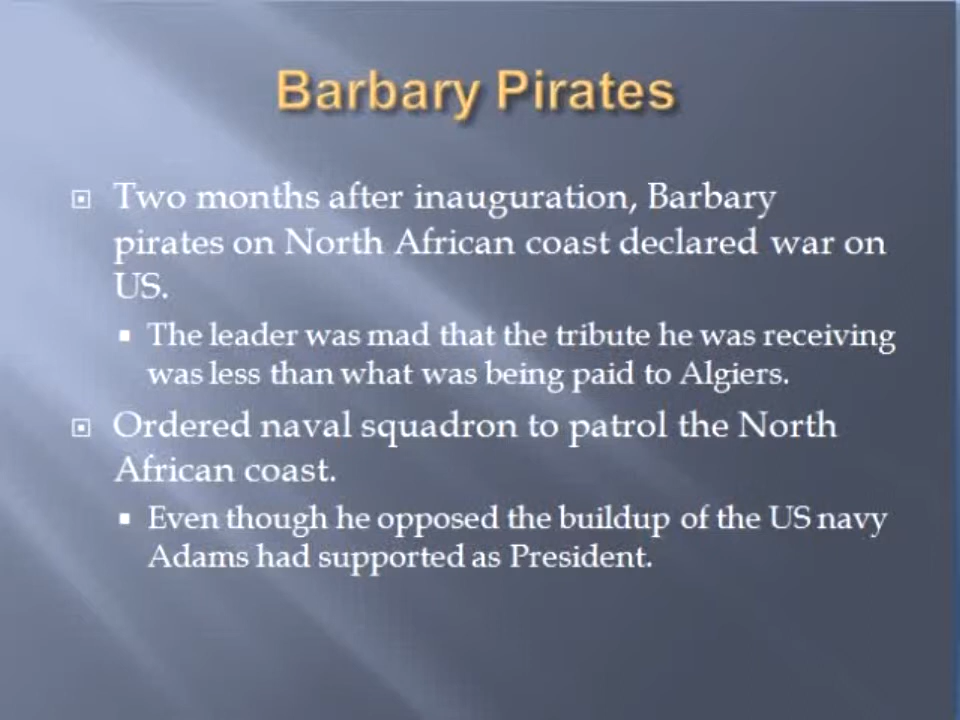 Barbary Pirates
Two months after inauguration, Barbary
pirates on North African coast declared war on
US.
The leader was mad that the tribute he was receiving
was less than what was being paid to Algiers.
Ordered naval squadron to patrol the North
African coast.
Even though he opposed the buildup of the US navy
Adams had supported as President.